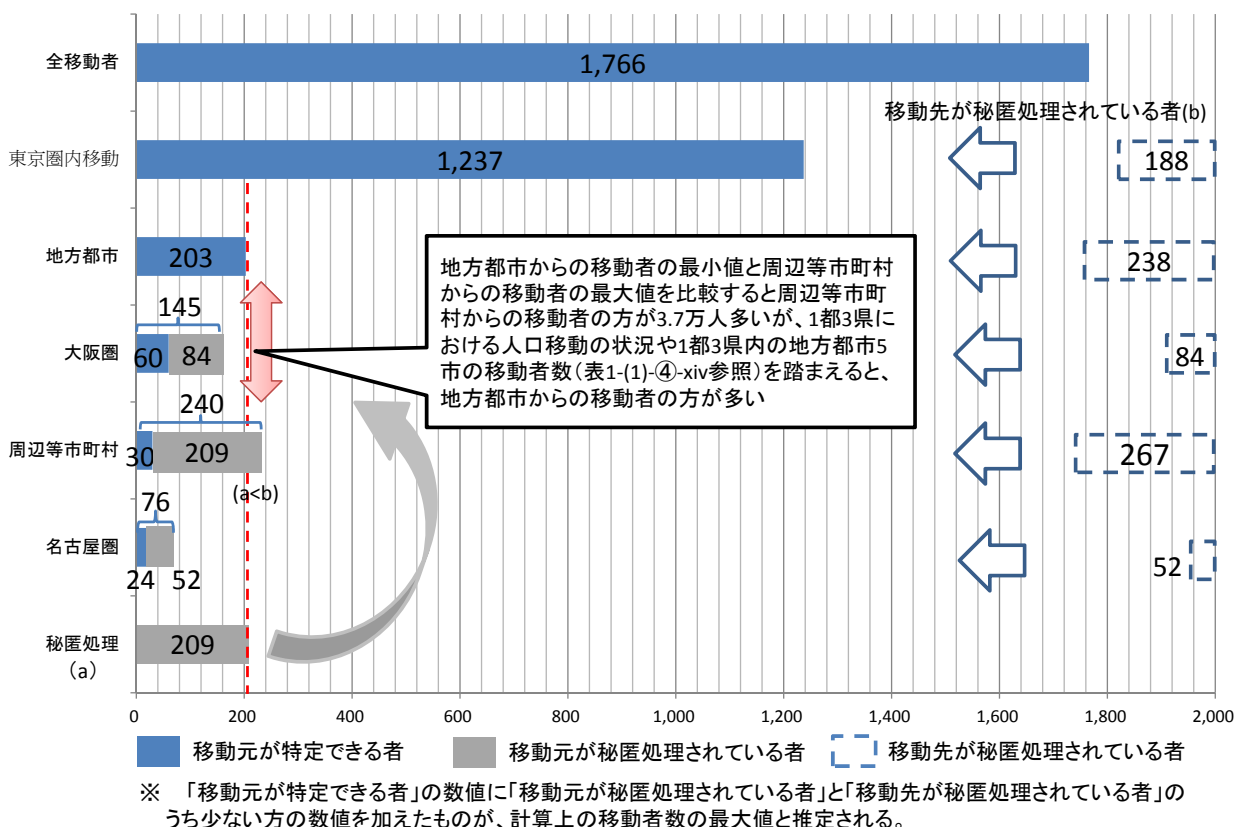 全移動者
1,766
移動先が秘匿処理されている者(b)
東京圏内移動
1,237
188
地方都市
203
238
地方都市からの移動者の最小値と周辺等市町村
からの移動者の最大値を比較すると周辺等市町
村からの移動者の方が3.7万人多いが、1都3県に
おける人口移動の状況や1都3県内の地方都市5
市の移動者数(表1-(1)-④-xiv参照)を踏まえると、
地方都市からの移動者の方が多い
145
大阪圏
60
84
84
240
周辺等市町村
30
209
267
(a<b)
76
名古屋圏
24
52
52
秘匿処理
(a)
209
0
200
400
600
800
1,000
1,200
1,400
1,600
1,800
2,000
移動元が特定できる者
移動元が秘匿処理されている者
移動先が秘匿処理されている者
※ 「移動元が特定できる者」の数値に「移動元が秘匿処理されている者」と「移動先が秘匿処理されている者」の
うち少ない方の数値を加えたものが、計算上の移動者数の最大値と推定される。